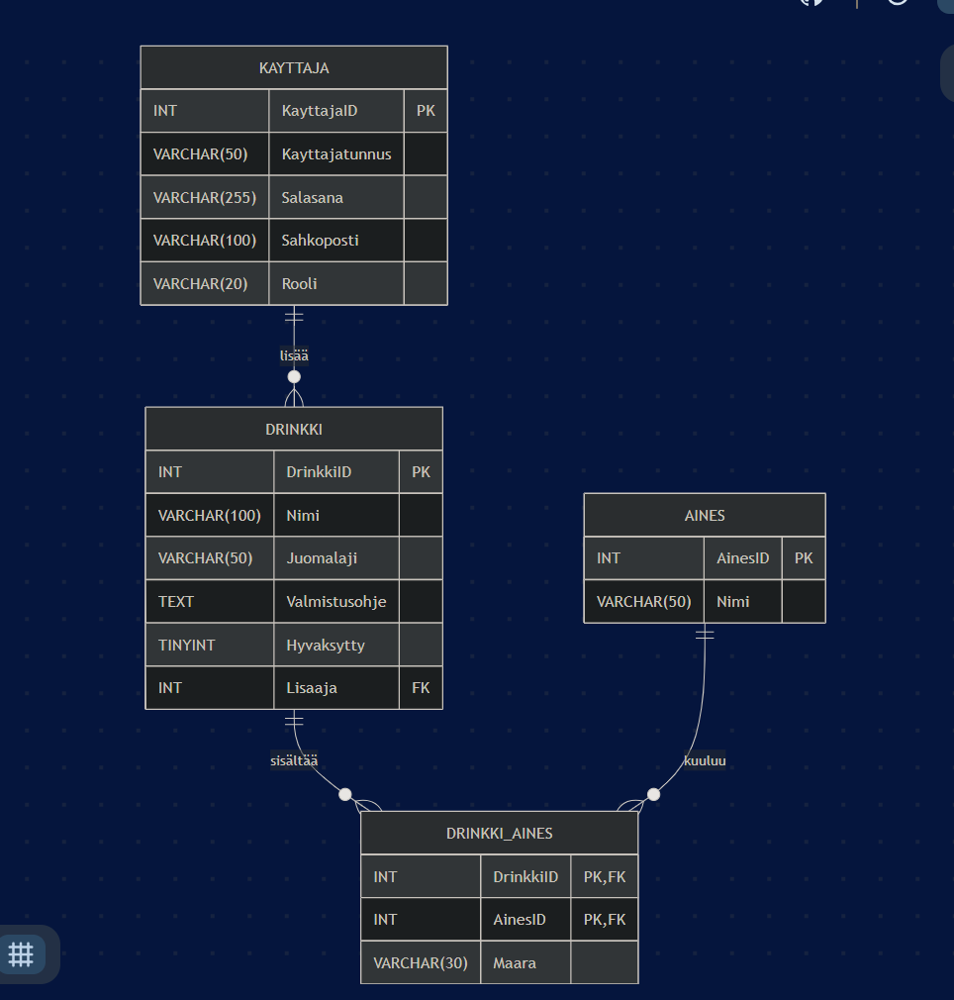 KAYTTAJA
INT KayttajaID PK
VARCHAR(50) Kayttajatunnus
VARCHAR(255) Salasana
VARCHAR(100) Sahkoposti
VARCHAR(20) Rooli
lisää
DRINKKI
INT DrinkkiID PK
VARCHAR(100) Nimi
VARCHAR(50) Juomalaji
TEXT Valmistusohje
TINYINT Hyvaksytty
INT Lisaaja FK
AINES
INT AinesID PK
VARCHAR(50) Nimi
sisältää
kuuluu
DRINKKI_AINES
INT DrinkkiID PK,FK
INT AinesID PK,FK
VARCHAR(30) Maara